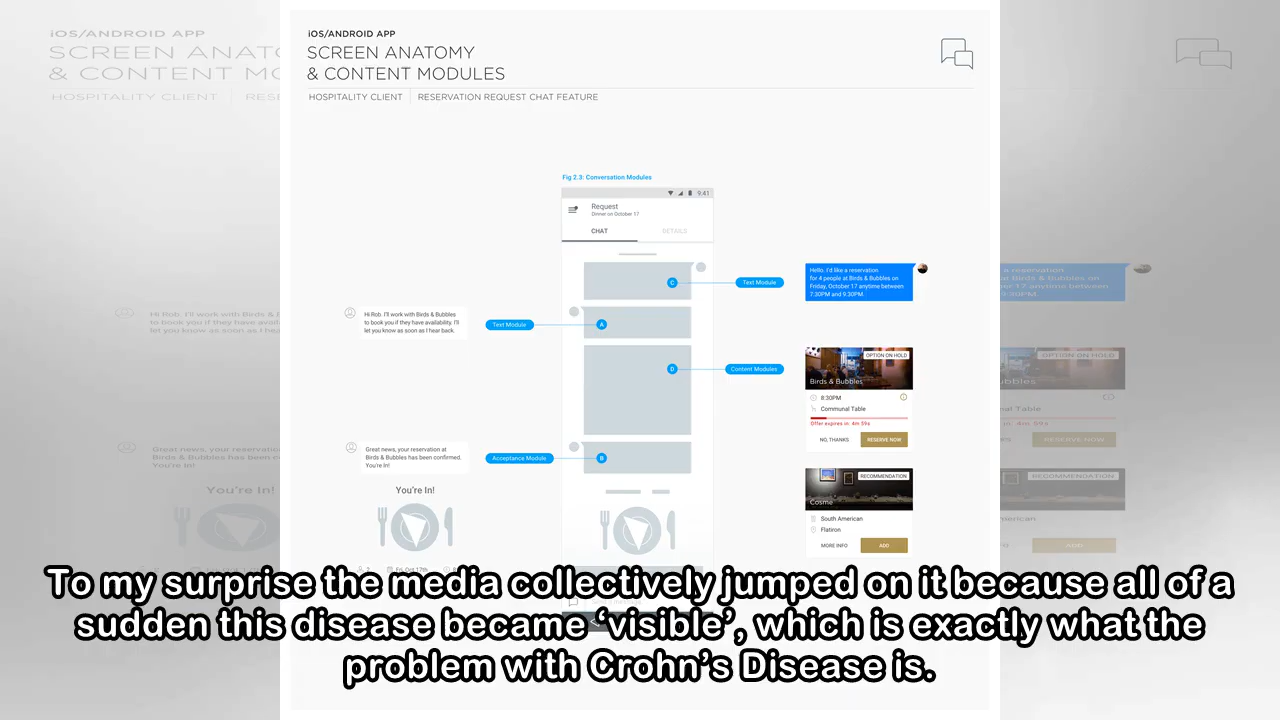 iOS/ANDROID APP
SCREEN ANATOMY
& CONTENT MODULES
HOSPITALITY CLIENT
RESERVATION REQUEST CHAT FEATURE
Fig 2.3: Conversation Modules
9:41
Request
Dinner on October 17
CHAT
DETAILS
C
Text Module
Hello. I'd like a reservation
for 4 people at Birds & Bubbles on
Friday, October 17 anytime between
7:30PM and 9:30PM.
Hi Rob. I'll work with Birds & Bubbles
to book you if they have availability. I'll
let you know as soon as I hear back
Text Module
A
D
Content Modules
OPTION ON HOLD
Birds & Bubbles
8:30PM
Communal Table
Offer expires in: 4m 59s
NO, THANKS
RESERVE NOW
Great news, your reservation at
Birds & Bubbles has been confirmed.
You're In!
Acceptance Module
B
You're In!
RECOMMENDATION
Cosme
South American
Flatiron
MORE INFO
ADD
To my surprise the media collectively jumped on it because all of a
sudden this disease became ‘visible’, which is exactly what the
problem with Crohn’s Disease is.